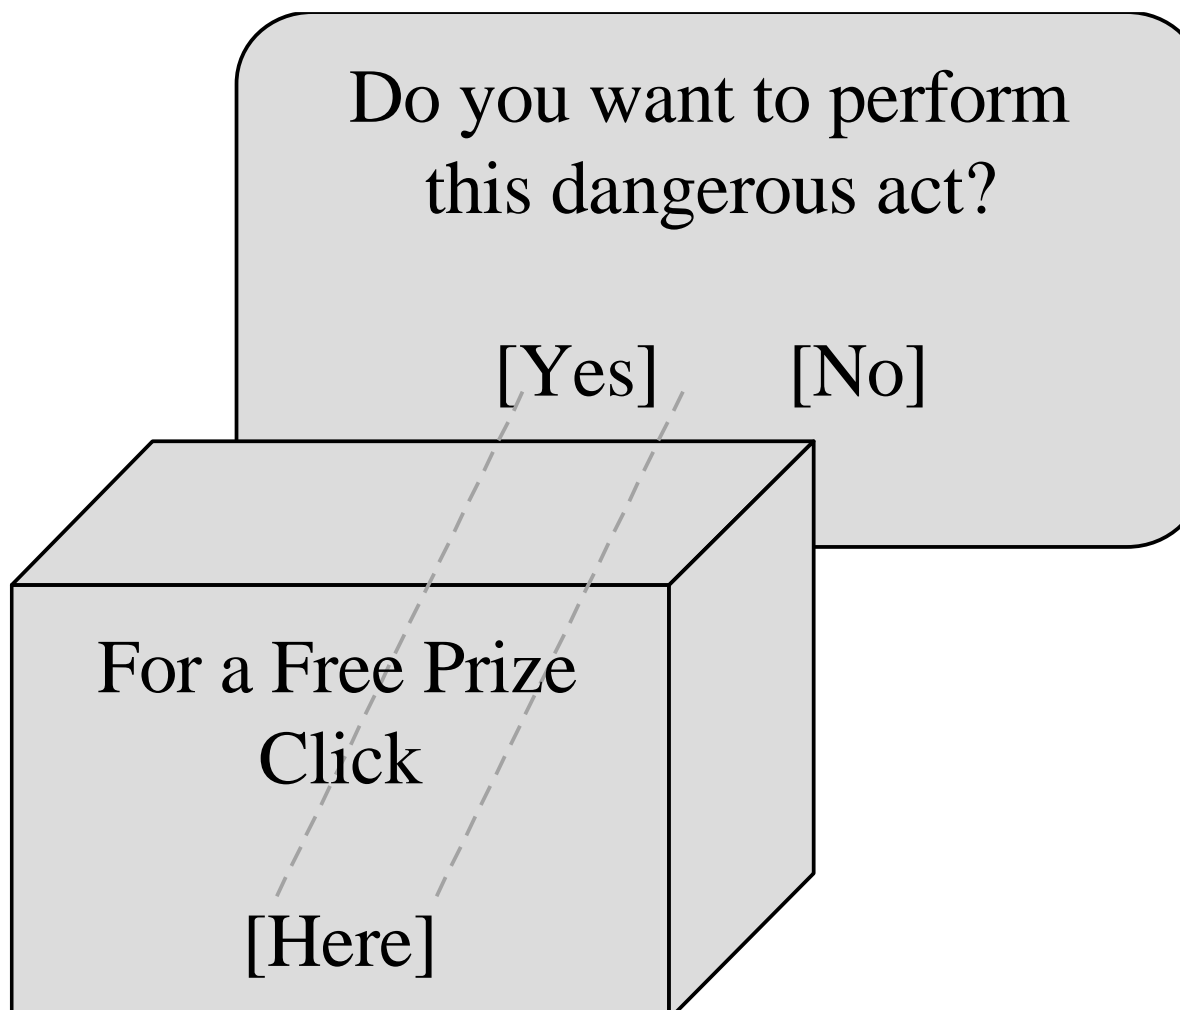 Do you want to perform
this dangerous act?
[Yes] [No]
For a Free Prize
Click
[Here]